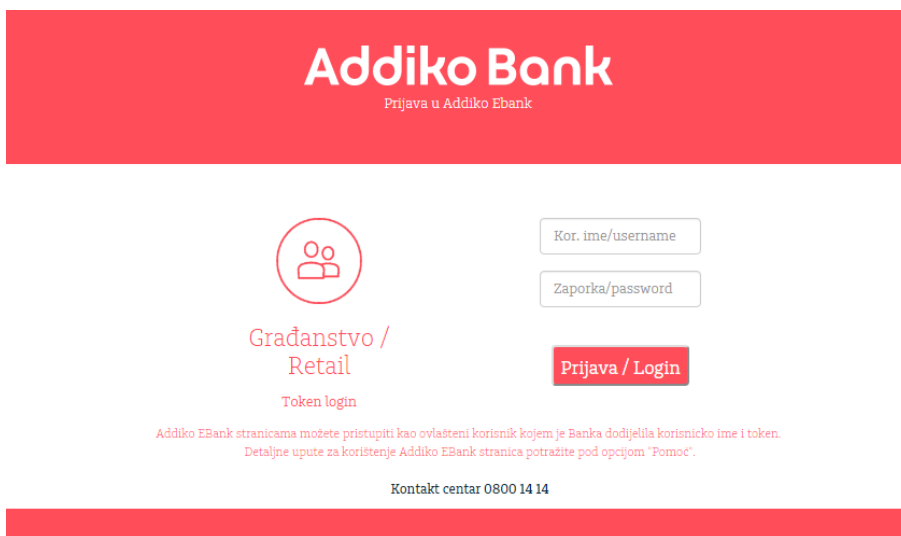 Addiko Bank
Prijava u Addiko Ebank
Kor. ime/username
Zaporka/password
Građanstvo /
Retail
Prijava / Login
Token login
Addiko EBank stranicama možete pristupiti kao ovlašteni korisnik kojem je Banka dodijelila korisnicko ime i token.
Detaljne upute za korištenje Addiko EBank stranica potražite pod opcijom "Pomoć".
Kontakt centar 0800 14 14